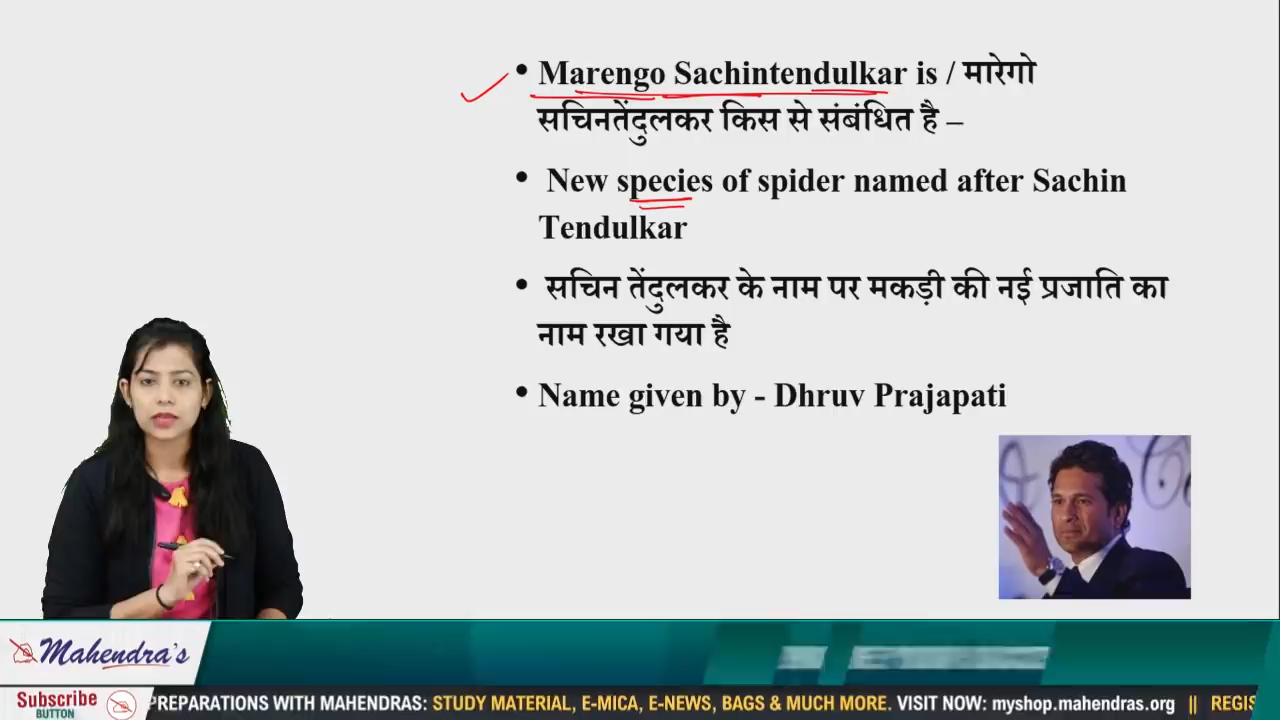 • Marengo Sachintendulkar is / मारेगो
सचिनतेंदुलकर किस से संबंधित है –
• New species of spider named after Sachin
Tendulkar
• सचिन तेंदुलकर के नाम पर मकड़ी की नई प्रजाति का
नाम रखा गया है
• Name given by - Dhruv Prajapati
Mahendra's
Subscribe
BUTTON
PREPARATIONS WITH MAHENDRAS: STUDY MATERIAL, E-MICA, E-NEWS, BAGS & MUCH MORE. VISIT NOW: myshop.mahendras.org || REGIS